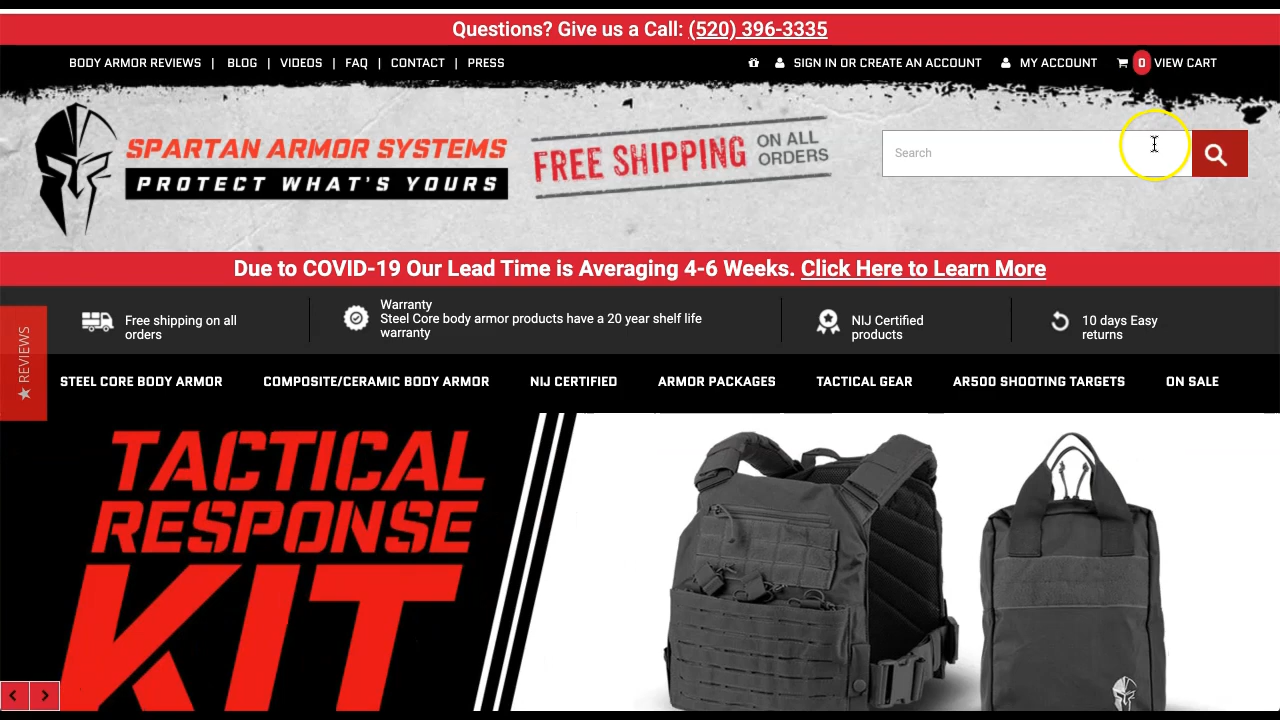 Questions? Give us a Call: (520) 396-3335
BODY ARMOR REVIEWS | BLOG | VIDEOS | FAQ | CONTACT | PRESS
SIGN IN OR CREATE AN ACCOUNT MY ACCOUNT 0 VIEW CART
SPARTAN ARMOR SYSTEMS
PROTECT WHAT'S YOURS
FREE SHIPPING ON ALL
ORDERS
Search
Due to COVID-19 Our Lead Time is Averaging 4-6 Weeks. Click Here to Learn More
Free shipping on all
orders
Warranty
Steel Core body armor products have a 20 year shelf life
warranty
NIJ Certified
products
10 days Easy
returns
★ REVIEWS
STEEL CORE BODY ARMOR COMPOSITE/CERAMIC BODY ARMOR NIJ CERTIFIED ARMOR PACKAGES TACTICAL GEAR AR500 SHOOTING TARGETS ON SALE
TACTICAL
RESPONSE
KIT